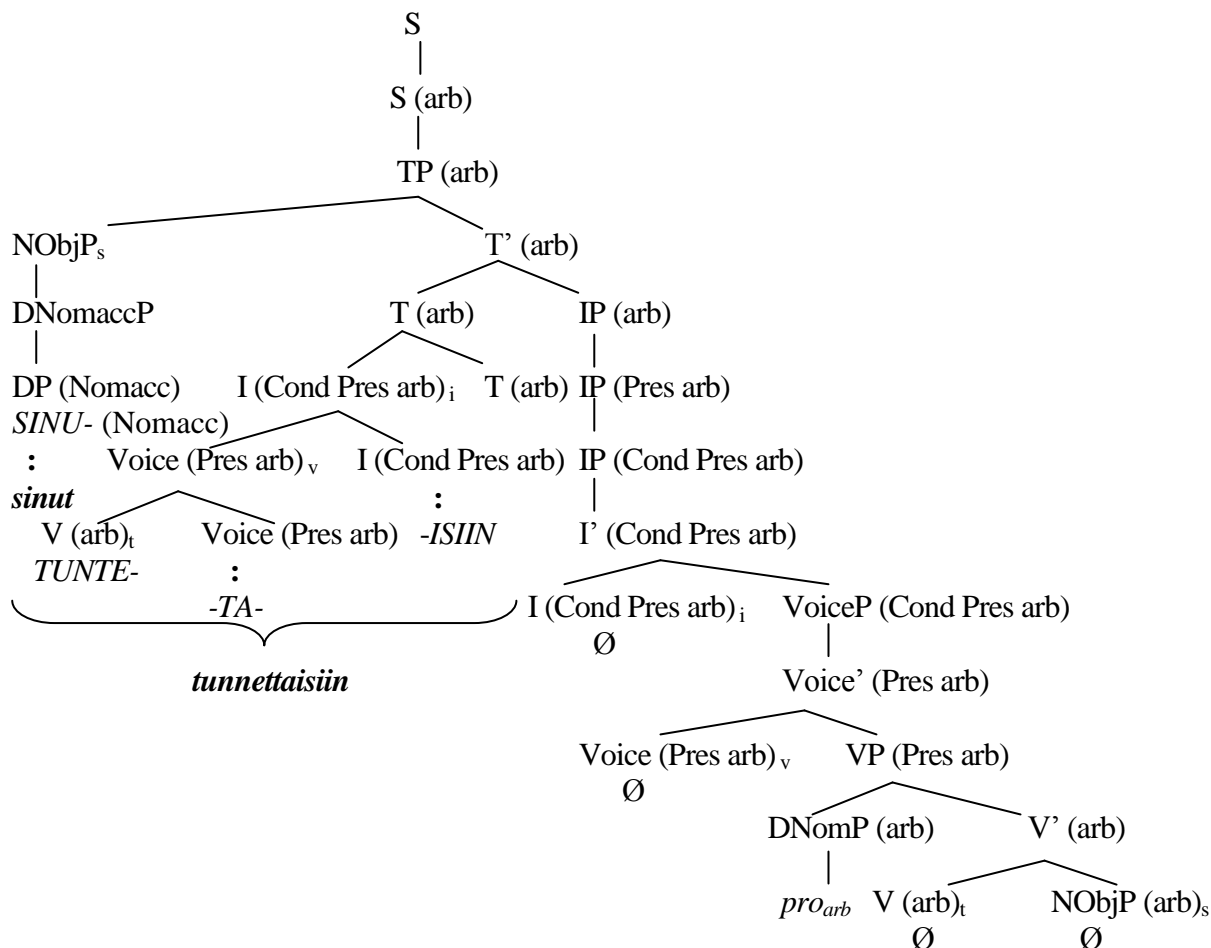 S
S (arb)
TP (arb)
NObjPs T’ (arb)
DNomaccP T (arb) IP (arb)
DP (Nomacc) I (Cond Pres arb)i T (arb) IP (Pres arb)
SINU- (Nomacc)
: Voice (Pres arb)v I (Cond Pres arb) IP (Cond Pres arb)
sinut :
V (arb)t Voice (Pres arb) -ISIIN I’ (Cond Pres arb)
TUNTE- :
-TA- I (Cond Pres arb)i VoiceP (Cond Pres arb)
Ø
tunnettaisiin Voice’ (Pres arb)
Voice (Pres arb)v VP (Pres arb)
Ø
DNomP (arb) V’ (arb)
proarb V (arb)t NObjP (arb)s
Ø Ø